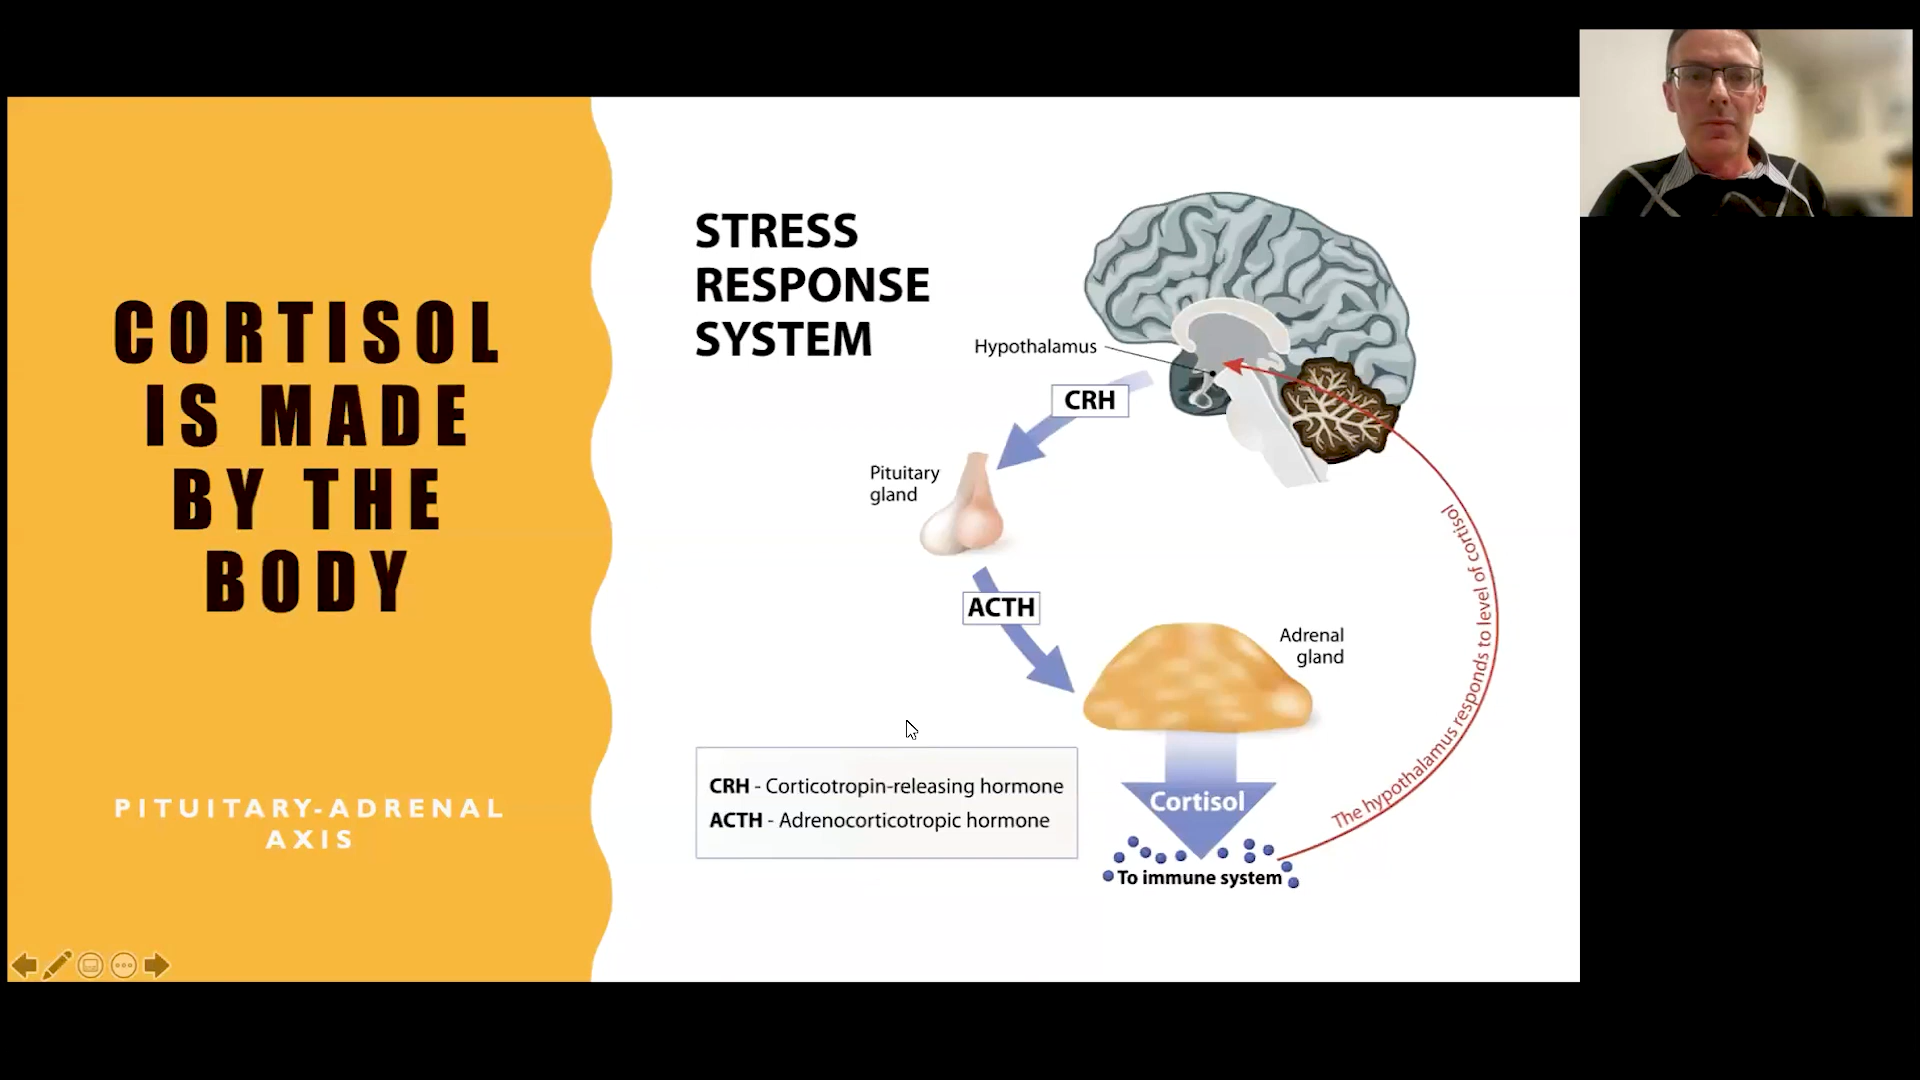 CORTISOL
IS MADE
BY THE
BODY
PITUITARY-ADRENAL
AXIS
STRESS
RESPONSE
SYSTEM
Hypothalamus
CRH
Pituitary
gland
ACTH
Adrenal
gland
CRH - Corticotropin-releasing hormone
ACTH - Adrenocorticotropic hormone
Cortisol
To immune system
The hypothalamus responds to level of cortisol